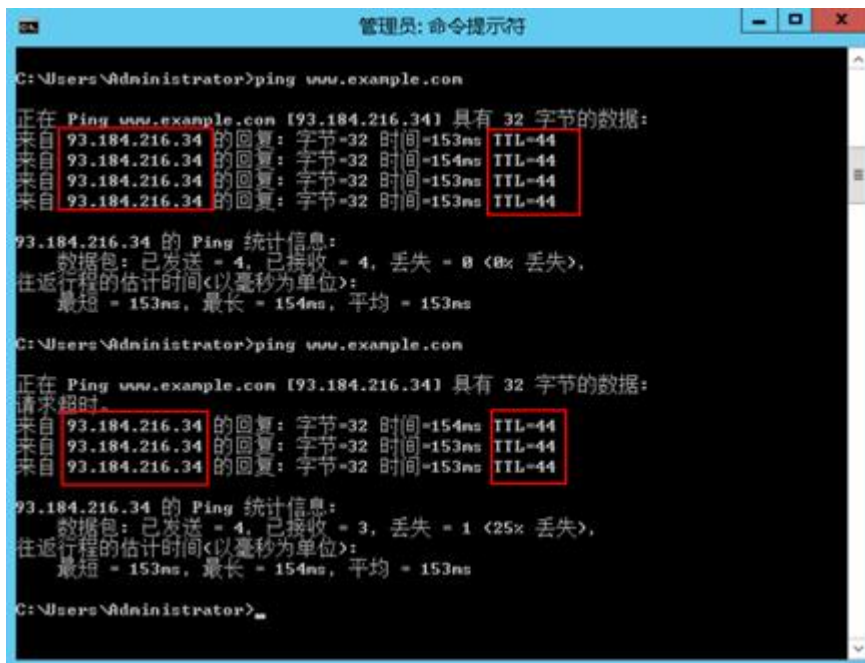 管理员: 命令提示符
C:\Users\Administrator>ping www.example.com
正在 Ping www.example.com [93.184.216.34] 具有 32 字节的数据:
来自 93.184.216.34 的回复: 字节=32 时间=153ms TTL=44
来自 93.184.216.34 的回复: 字节=32 时间=154ms TTL=44
来自 93.184.216.34 的回复: 字节=32 时间=153ms TTL=44
来自 93.184.216.34 的回复: 字节=32 时间=153ms TTL=44
93.184.216.34 的 Ping 统计信息:
数据包: 已发送 = 4，已接收 = 4，丢失 = 0 (0% 丢失)，
往返行程的估计时间(以毫秒为单位):
最短 = 153ms，最长 = 154ms，平均 = 153ms
C:\Users\Administrator>ping www.example.com
正在 Ping www.example.com [93.184.216.34] 具有 32 字节的数据:
请求超时。
来自 93.184.216.34 的回复: 字节=32 时间=154ms TTL=44
来自 93.184.216.34 的回复: 字节=32 时间=153ms TTL=44
来自 93.184.216.34 的回复: 字节=32 时间=153ms TTL=44
93.184.216.34 的 Ping 统计信息:
数据包: 已发送 = 4，已接收 = 3，丢失 = 1 (25% 丢失)，
往返行程的估计时间(以毫秒为单位):
最短 = 153ms，最长 = 154ms，平均 = 153ms
C:\Users\Administrator>